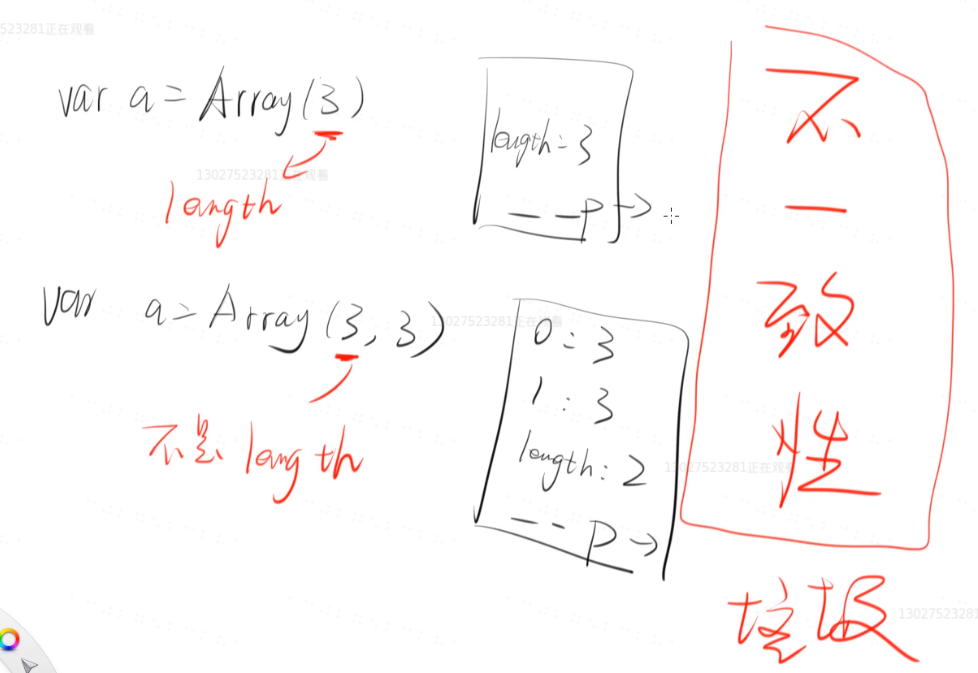 523281正在观看
var a = Array(3)
13027523281正在观看
length
length: 3
--p→
var a = Array(3, 3)
13027523281正在观看
不是 length
0: 3
1: 3
length: 2
--p→
不一致性
13027523281正在观看
垃圾
13027523281